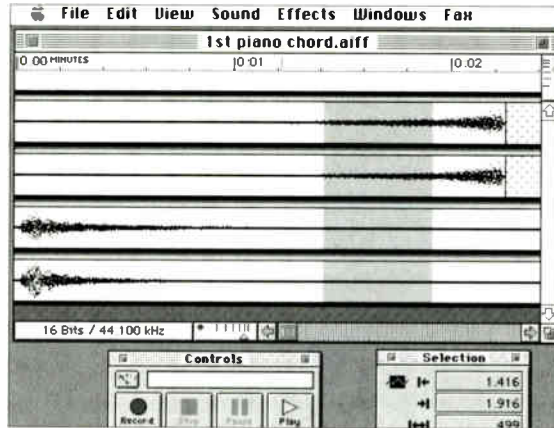 File Edit View Sound Effects Windows Fax
1st piano chord.aiff
0 00 MINUTES 0:01 0:02
16 Bits / 44 100 kHz
Controls
Record Stop Pause Play
Selection
1.416
1.916
499